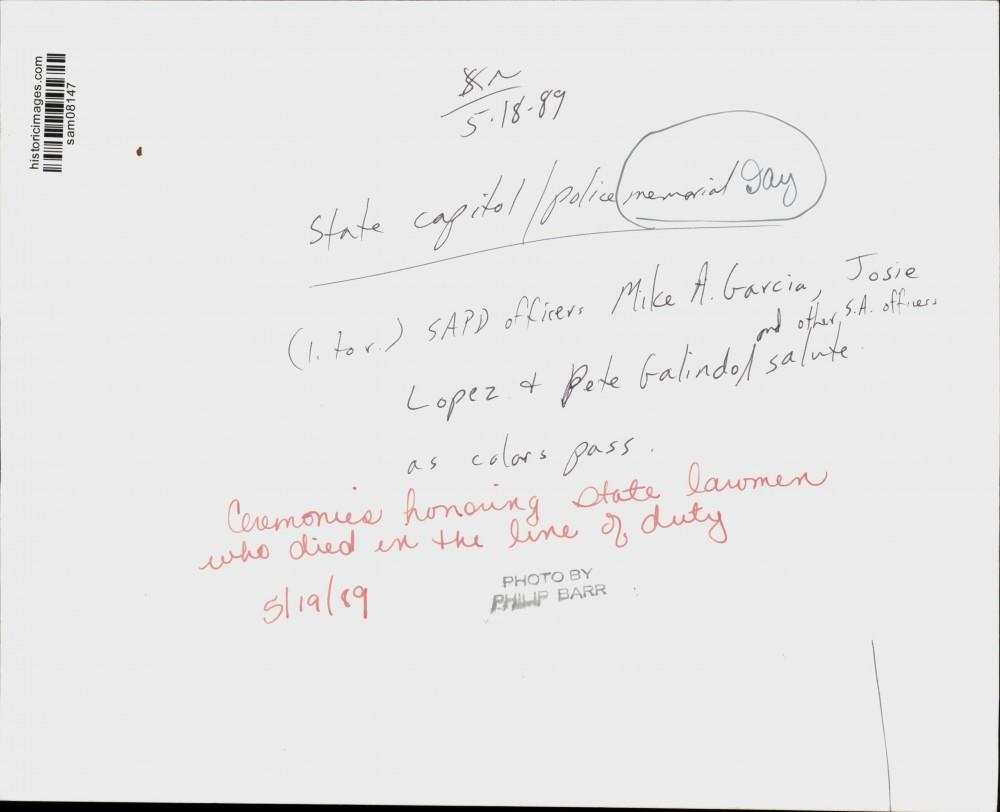 historicimages.com
sam08147
5-18-89
State capitol/police memorial Day
(l. to r.) SAPD officers Mike A. Garcia, Josie
and other S.A. officers
Lopez & Pete Galindo/ salute
as colors pass.
Ceremonies honoring State lawmen
who died in the line of duty
5/19/89
PHOTO BY
PHILIP BARR